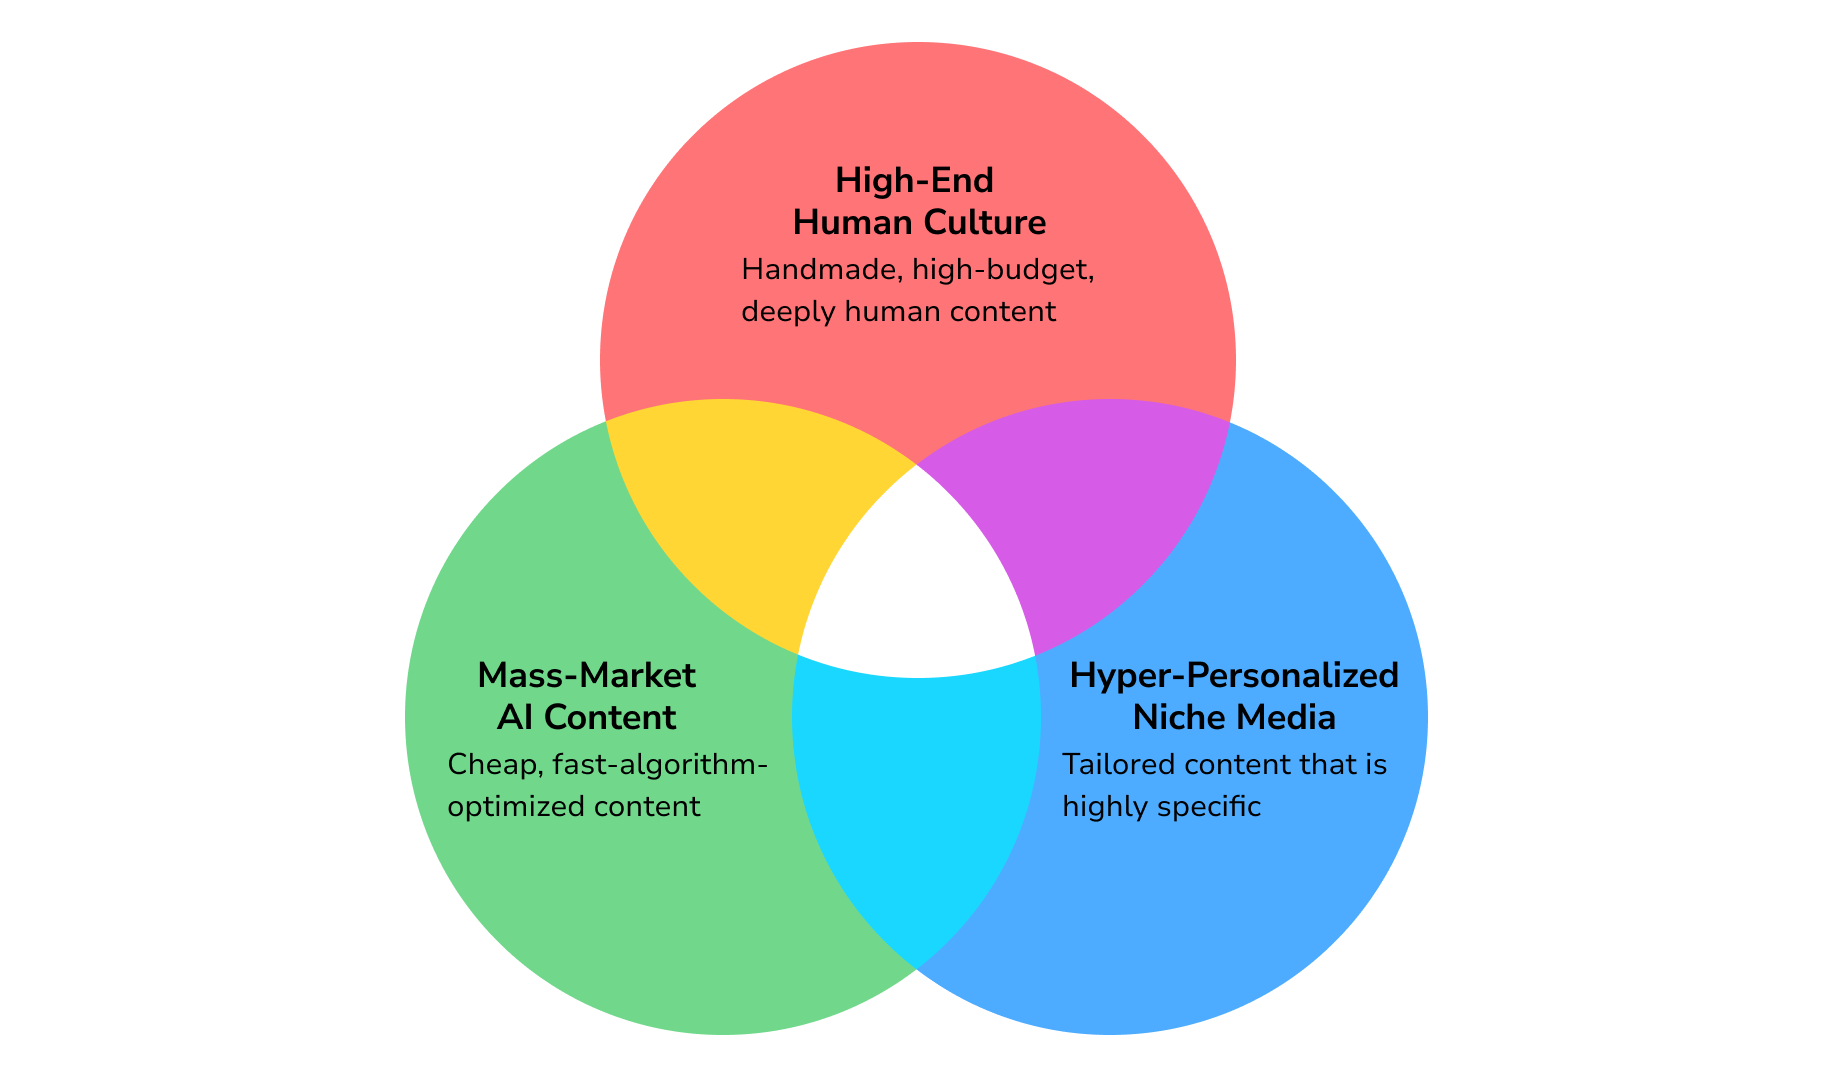 High-End
Human Culture
Handmade, high-budget,
deeply human content
Mass-Market
AI Content
Cheap, fast-algorithm-
optimized content
Hyper-Personalized
Niche Media
Tailored content that is
highly specific